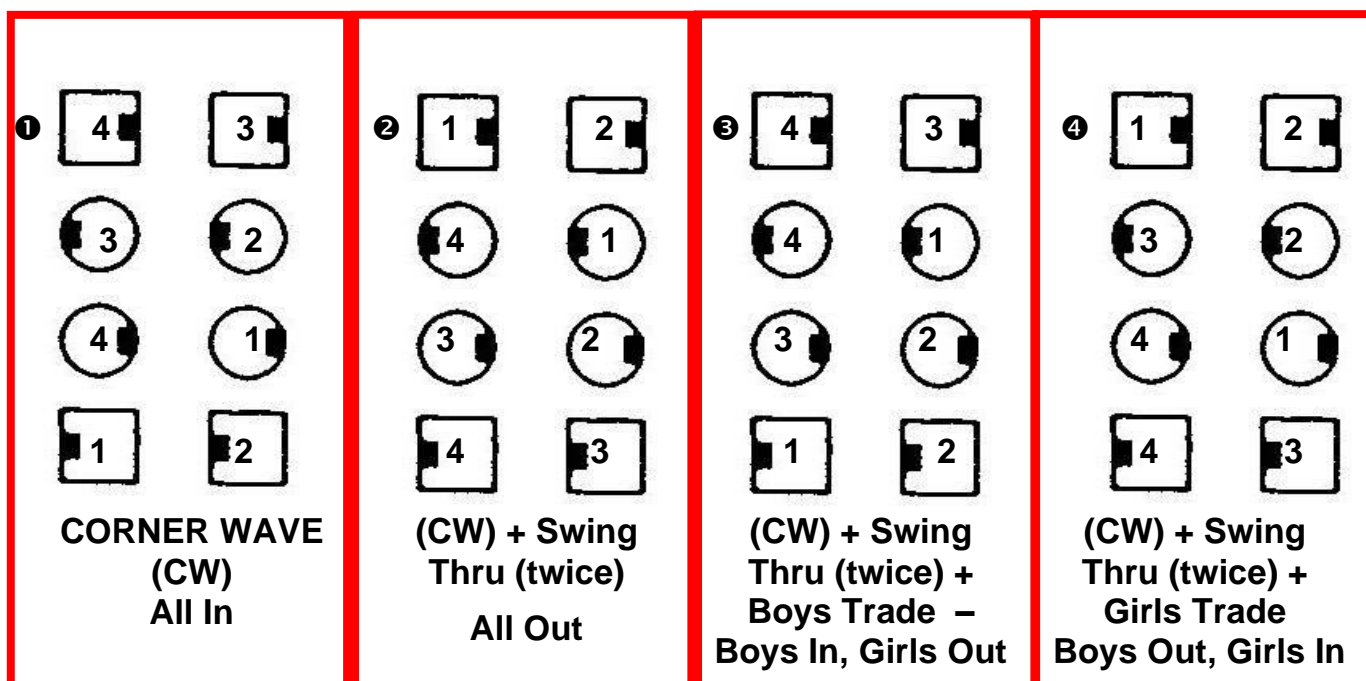 ❶ 4 3 ❷ 1 2 ❸ 4 3 ❹ 1 2
3 2 4 1 4 1 3 2
4 1 3 2 3 2 4 1
1 2 4 3 1 2 4 3
CORNER WAVE
(CW)
All In
(CW) + Swing
Thru (twice)
All Out
(CW) + Swing
Thru (twice) +
Boys Trade –
Boys In, Girls Out
(CW) + Swing
Thru (twice) +
Girls Trade
Boys Out, Girls In